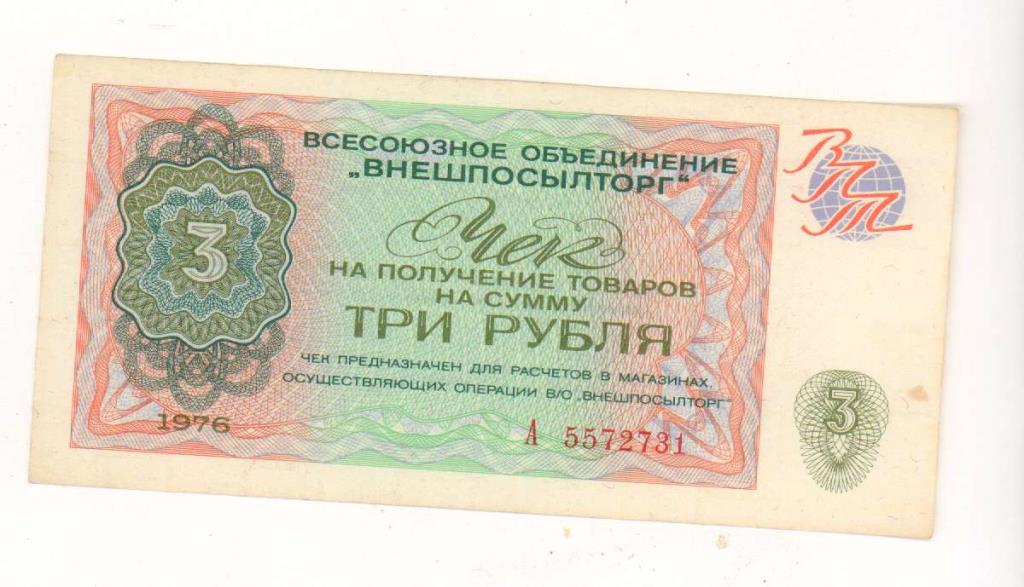 ВСЕСОЮЗНОЕ ОБЪЕДИНЕНИЕ
„ВНЕШПОСЫЛТОРГ“
ВПТ
Чек
НА ПОЛУЧЕНИЕ ТОВАРОВ
НА СУММУ
ТРИ РУБЛЯ
3
ЧЕК ПРЕДНАЗНАЧЕН ДЛЯ РАСЧЕТОВ В МАГАЗИНАХ,
ОСУЩЕСТВЛЯЮЩИХ ОПЕРАЦИИ В/О „ВНЕШПОСЫЛТОРГ“
1976
А 5572731
3